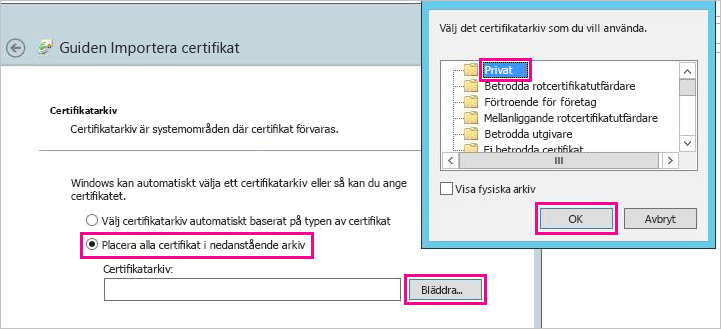 Guiden Importera certifikat
Certifikatarkiv
Certifikatarkiv är systemområden där certifikat förvaras.
Windows kan automatiskt välja ett certifikatarkiv eller så kan du ange
certifikatet.
Välj certifikatarkiv automatiskt baserat på typen av certifikat
Placera alla certifikat i nedanstående arkiv
Certifikatarkiv:
Bläddra...
Välj det certifikatarkiv som du vill använda.
Privat
Betrodda rotcertifikatutfärdare
Förtroende för företag
Mellanliggande rotcertifikatutfärdare
Betrodda utgivare
Ej betrodda certifikat
Visa fysiska arkiv
OK
Avbryt